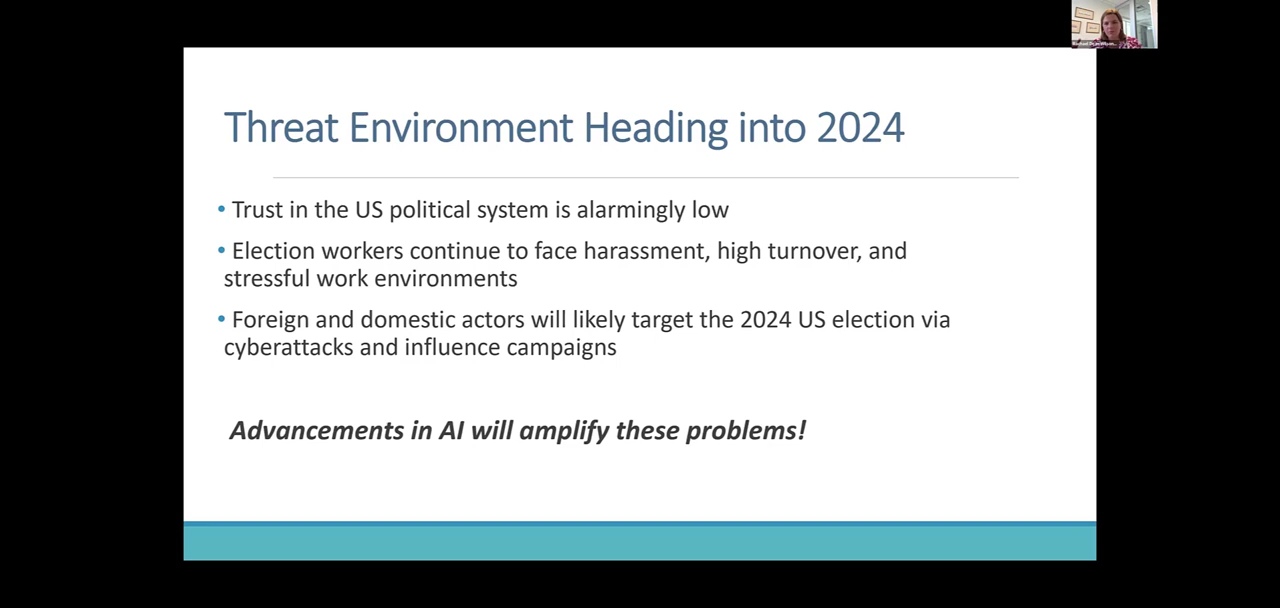 Threat Environment Heading into 2024
• Trust in the US political system is alarmingly low
• Election workers continue to face harassment, high turnover, and
stressful work environments
• Foreign and domestic actors will likely target the 2024 US election via
cyberattacks and influence campaigns
Advancements in AI will amplify these problems!